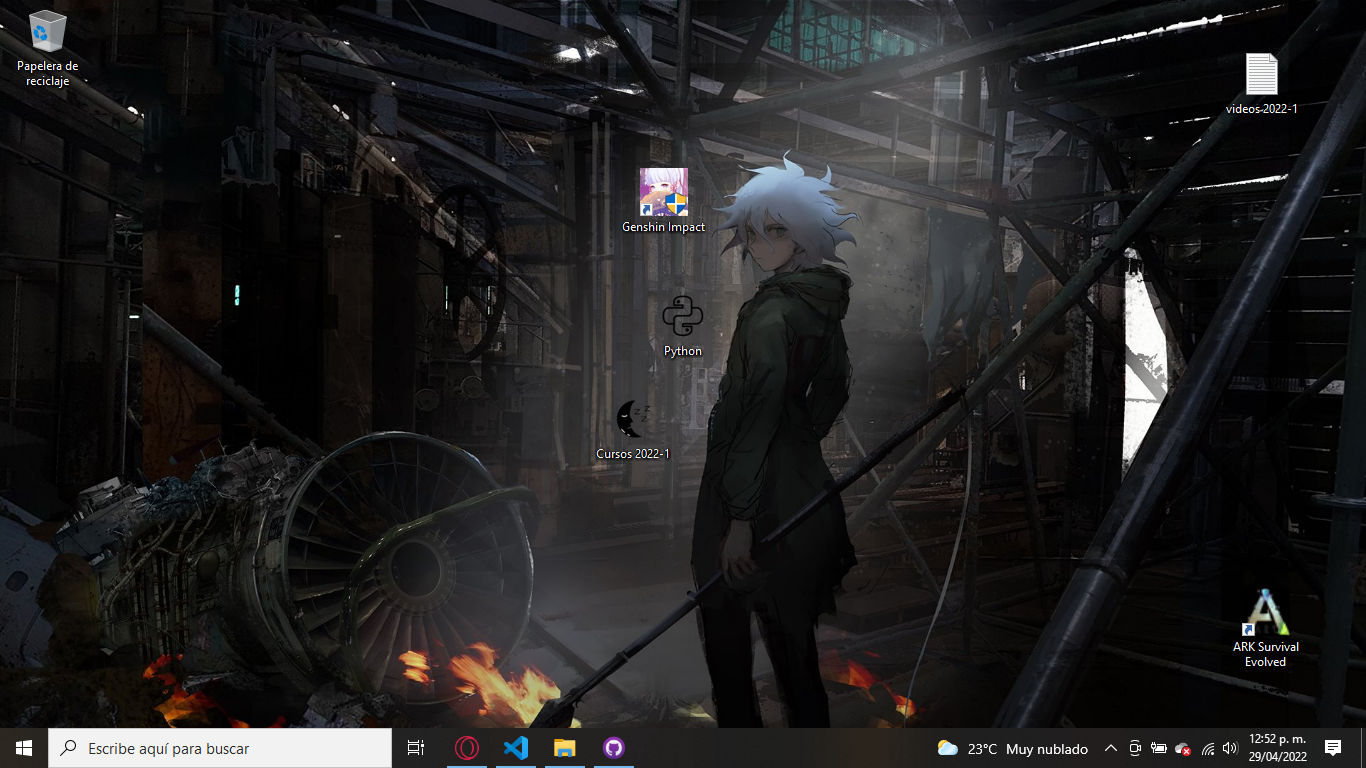 Papelera de
reciclaje
videos-2022-1
Genshin Impact
Python
z z
z
Cursos 2022-1
ARK Survival
Evolved
Escribe aquí para buscar
23°C Muy nublado
12:52 p. m.
29/04/2022